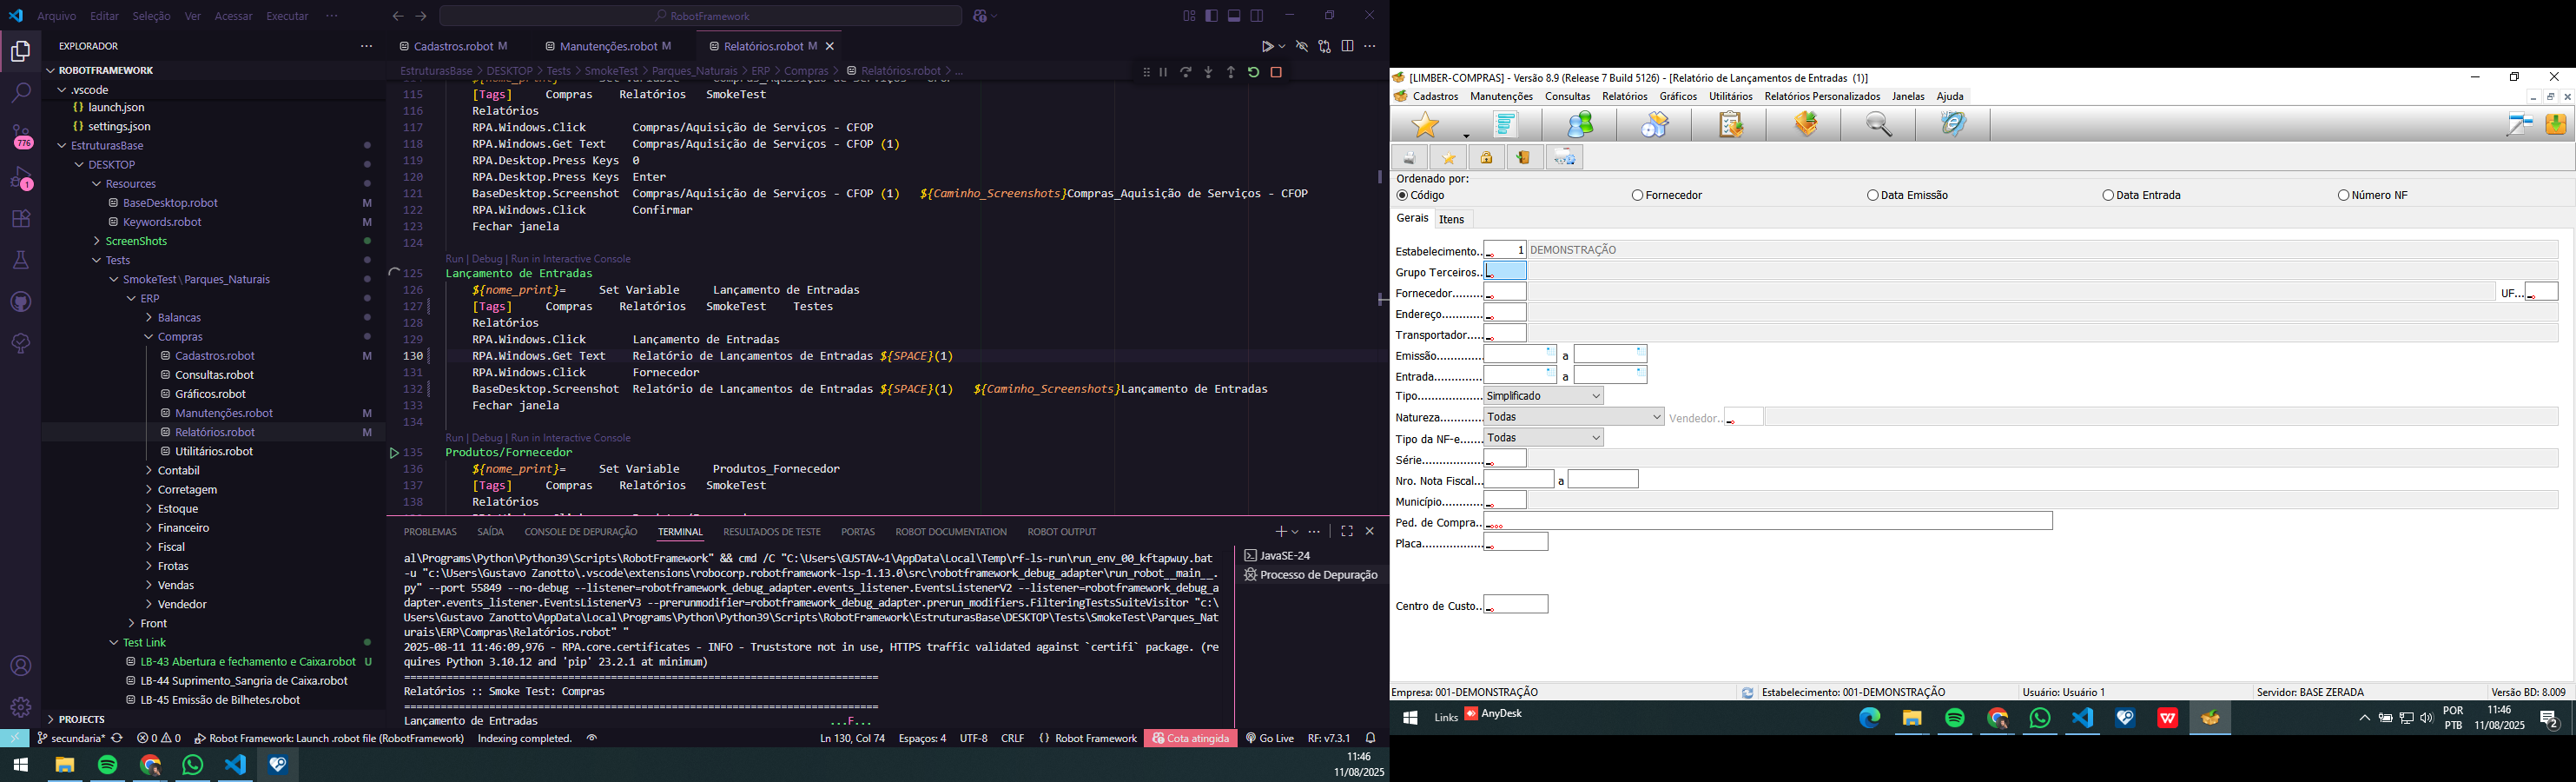 Arquivo Editar Seleção Ver Acessar Executar ···
RobotFramework
EXPLORADOR
ROBOTFRAMEWORK
.vscode
launch.json
settings.json
EstruturasBase
DESKTOP
Resources
BaseDesktop.robot M
Keywords.robot M
ScreenShots
Tests
SmokeTest\Parques_Naturais
ERP
Balancas
Compras
Cadastros.robot M
Consultas.robot
Gráficos.robot
Manutenções.robot M
Relatórios.robot M
Utilitários.robot
Contabil
Corretagem
Estoque
Financeiro
Fiscal
Frotas
Vendas
Vendedor
Front
Test Link
LB-43 Abertura e fechamento e Caixa.robot U
LB-44 Suprimento_Sangria de Caixa.robot
LB-45 Emissão de Bilhetes.robot
PROJECTS
776
1
Cadastros.robot M Manutenções.robot M Relatórios.robot M
EstruturasBase > DESKTOP > Tests > SmokeTest > Parques_Naturais > ERP > Compras > Relatórios.robot > ...
115 [Tags] Compras Relatórios SmokeTest
116 Relatórios
117 RPA.Windows.Click Compras/Aquisição de Serviços - CFOP
118 RPA.Windows.Get Text Compras/Aquisição de Serviços - CFOP (1)
119 RPA.Desktop.Press Keys 0
120 RPA.Desktop.Press Keys Enter
121 BaseDesktop.Screenshot Compras/Aquisição de Serviços - CFOP (1) ${Caminho_Screenshots}Compras_Aquisição de Serviços - CFOP
122 RPA.Windows.Click Confirmar
123 Fechar janela
124
Run | Debug | Run in Interactive Console
125 Lançamento de Entradas
126 ${nome_print}= Set Variable Lançamento de Entradas
127 [Tags] Compras Relatórios SmokeTest Testes
128 Relatórios
129 RPA.Windows.Click Lançamento de Entradas
130 RPA.Windows.Get Text Relatório de Lançamentos de Entradas ${SPACE}(1)
131 RPA.Windows.Click Fornecedor
132 BaseDesktop.Screenshot Relatório de Lançamentos de Entradas ${SPACE}(1) ${Caminho_Screenshots}Lançamento de Entradas
133 Fechar janela
134
Run | Debug | Run in Interactive Console
135 Produtos/Fornecedor
136 ${nome_print}= Set Variable Produtos_Fornecedor
137 [Tags] Compras Relatórios SmokeTest
138 Relatórios
PROBLEMAS SAÍDA CONSOLE DE DEPURAÇÃO TERMINAL RESULTADOS DE TESTE PORTAS ROBOT DOCUMENTATION ROBOT OUTPUT
al\Programs\Python\Python39\Scripts\RobotFramework" && cmd /C "C:\Users\GUSTAV~1\AppData\Local\Temp\rf-ls-run\run_env_00_kftapwuy.bat
-u "c:\Users\Gustavo Zanotto\.vscode\extensions\robocorp.robotframework-lsp-1.13.0\src\robotframework_debug_adapter\run_robot__main__.
py" --port 55849 --no-debug --listener=robotframework_debug_adapter.events_listener.EventsListenerV2 --listener=robotframework_debug_a
dapter.events_listener.EventsListenerV3 --prerunmodifier=robotframework_debug_adapter.prerun_modifiers.FilteringTestsSuiteVisitor "c:\
Users\Gustavo Zanotto\AppData\Local\Programs\Python\Python39\Scripts\RobotFramework\EstruturasBase\DESKTOP\Tests\SmokeTest\Parques_Nat
urais\ERP\Compras\Relatórios.robot" "
2025-08-11 11:46:09,976 - RPA.core.certificates - INFO - Truststore not in use, HTTPS traffic validated against `certifi` package. (re
quires Python 3.10.12 and 'pip' 23.2.1 at minimum)
==============================================================================
Relatórios :: Smoke Test: Compras
==============================================================================
Lançamento de Entradas ...F...
JavaSE-24
Processo de Depuração
secundaria* 0 0 Robot Framework: Launch .robot file (RobotFramework) Indexing completed. Ln 130, Col 74 Espaços: 4 UTF-8 CRLF {} Robot Framework Cota atingida Go Live RF: v7.3.1
11:46
11/08/2025
[LIMBER-COMPRAS] - Versão 8.9 (Release 7 Build 5126) - [Relatório de Lançamentos de Entradas (1)]
Cadastros Manutenções Consultas Relatórios Gráficos Utilitários Relatórios Personalizados Janelas Ajuda
Ordenado por:
Código Fornecedor Data Emissão Data Entrada Número NF
Gerais Itens
Estabelecimento.. 1 DEMONSTRAÇÃO
Grupo Terceiros..
Fornecedor......... UF...
Endereço............
Transportador....
Emissão.............. a
Entrada.............. a
Tipo................... Simplificado
Natureza............ Todas Vendedor..
Tipo da NF-e....... Todas
Série..................
Nro. Nota Fiscal... a
Município............
Ped. de Compra..
Placa..................
Centro de Custo..
Empresa: 001-DEMONSTRAÇÃO Estabelecimento: 001-DEMONSTRAÇÃO Usuário: Usuário 1 Servidor: BASE ZERADA Versão BD: 8.009
Links AnyDesk
POR
PTB
11:46
11/08/2025
2